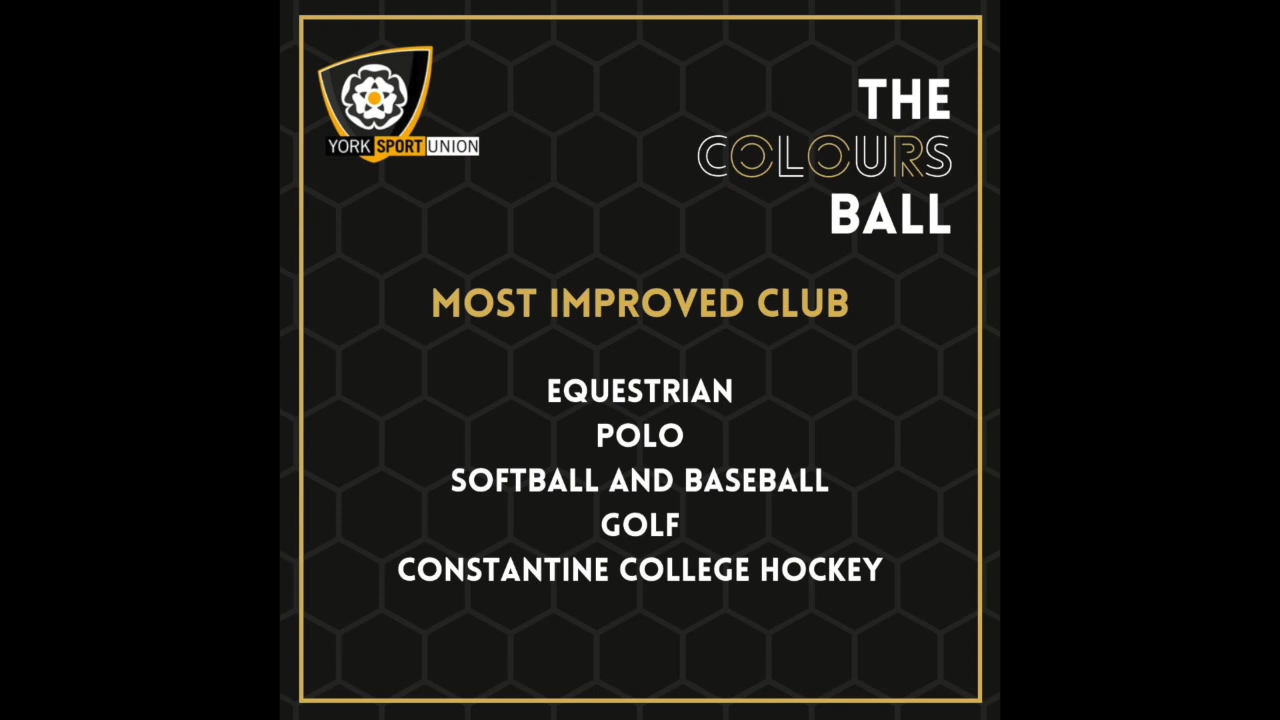 YORK SPORT UNION
THE
COLOURS
BALL
MOST IMPROVED CLUB
EQUESTRIAN
POLO
SOFTBALL AND BASEBALL
GOLF
CONSTANTINE COLLEGE HOCKEY